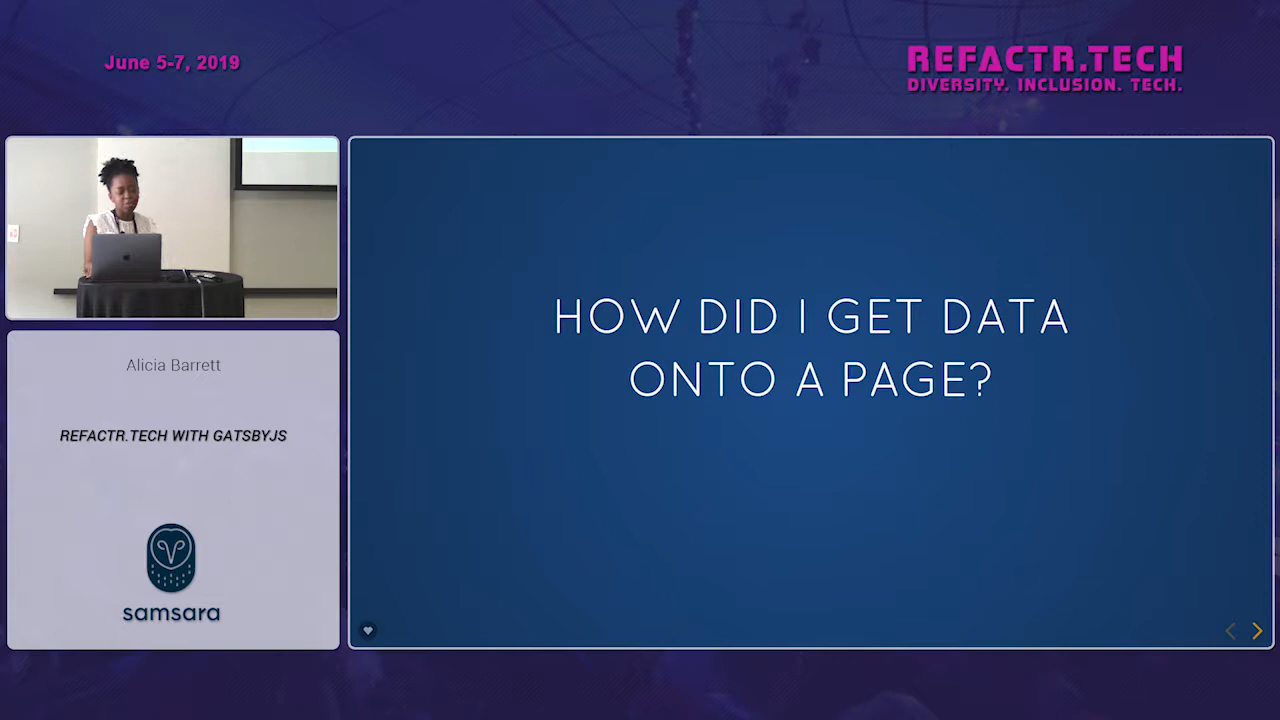 June 5-7, 2019
REFACTR.TECH
DIVERSITY. INCLUSION. TECH.
Alicia Barrett
REFACTR.TECH WITH GATSBYJS
samsara
HOW DID I GET DATA
ONTO A PAGE?